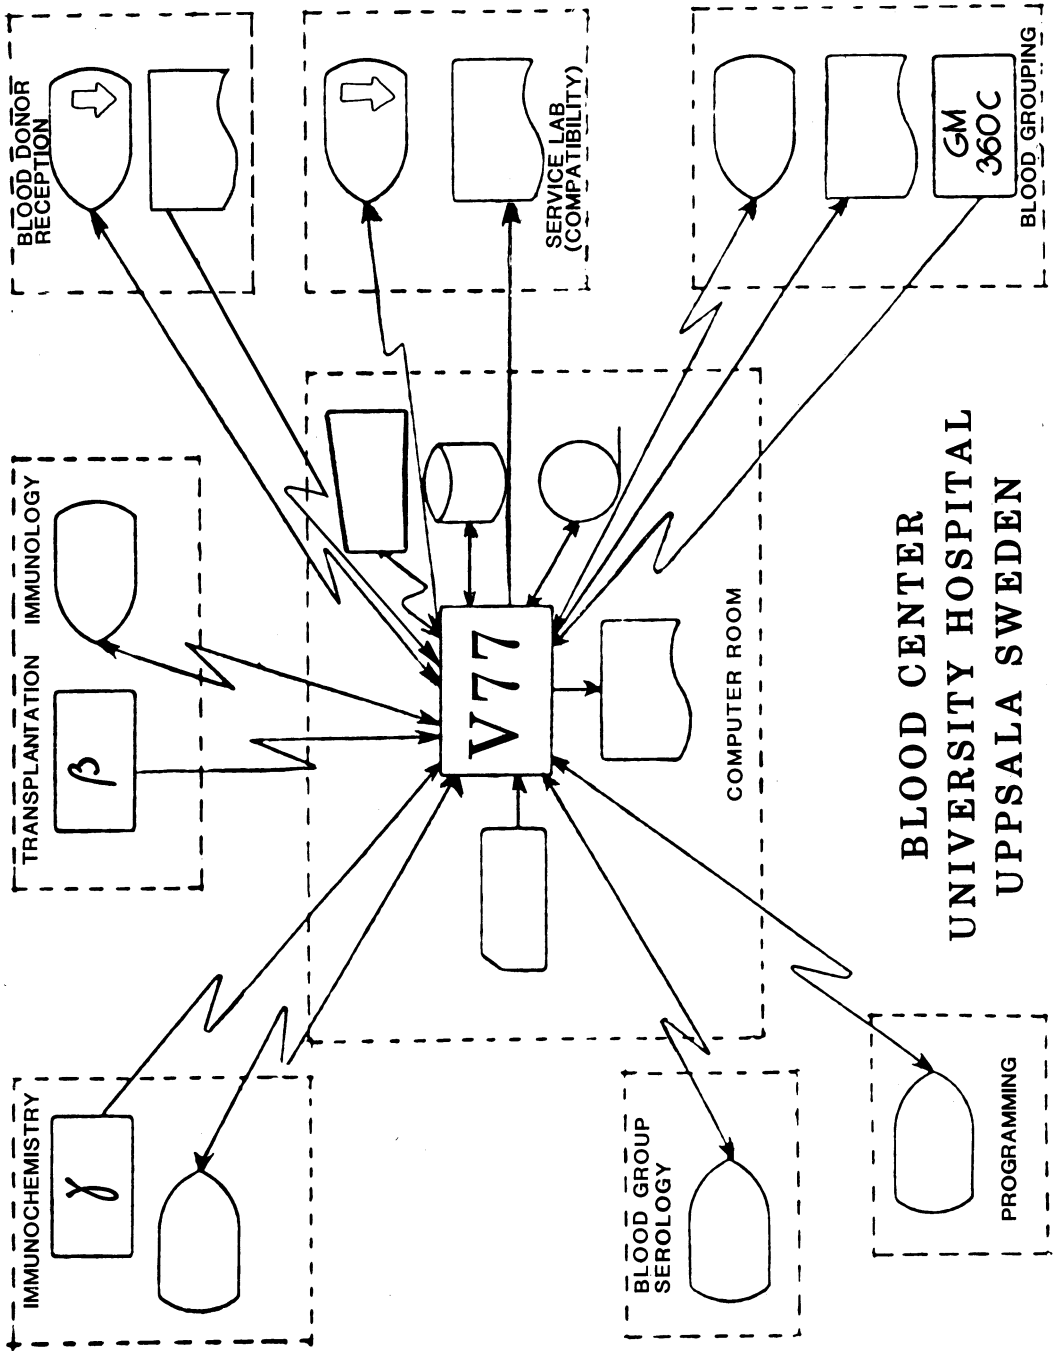 IMMUNOCHEMISTRY
γ
TRANSPLANTATION IMMUNOLOGY
β
BLOOD DONOR
RECEPTION
V77
SERVICE LAB
(COMPATIBILITY)
COMPUTER ROOM
BLOOD GROUP
SEROLOGY
PROGRAMMING
GM
360C
BLOOD GROUPING
BLOOD CENTER
UNIVERSITY HOSPITAL
UPPSALA SWEDEN